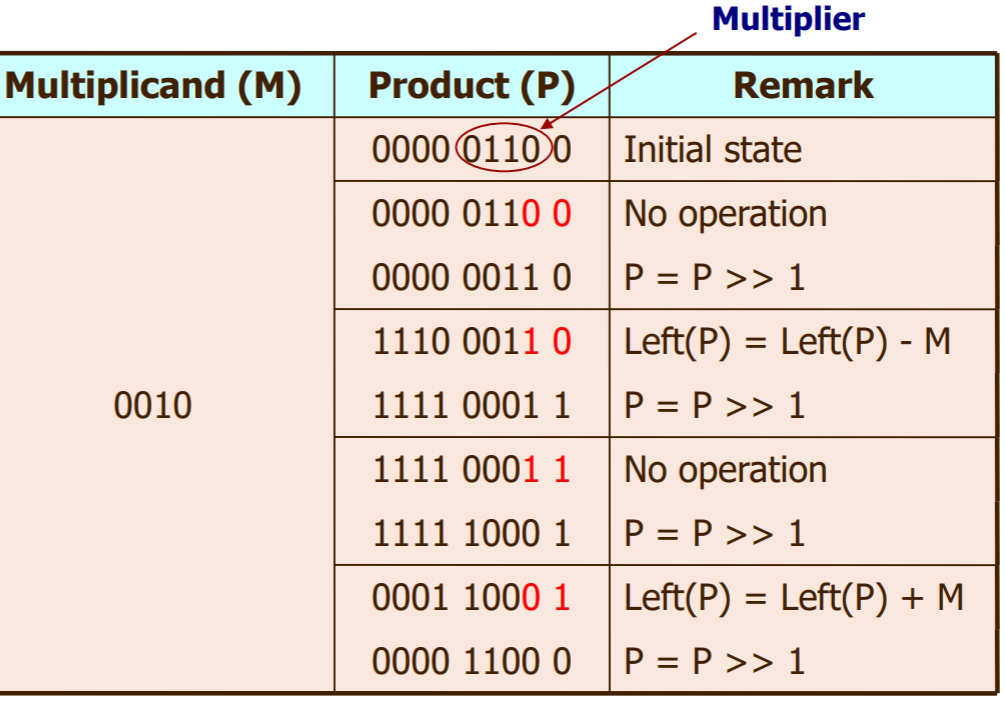 Multiplier
Multiplicand (M) Product (P) Remark
0000 0110 0 Initial state
0000 0110 0 No operation
0000 0011 0 P = P >> 1
1110 0011 0 Left(P) = Left(P) - M
0010 1111 0001 1 P = P >> 1
1111 0001 1 No operation
1111 1000 1 P = P >> 1
0001 1000 1 Left(P) = Left(P) + M
0000 1100 0 P = P >> 1